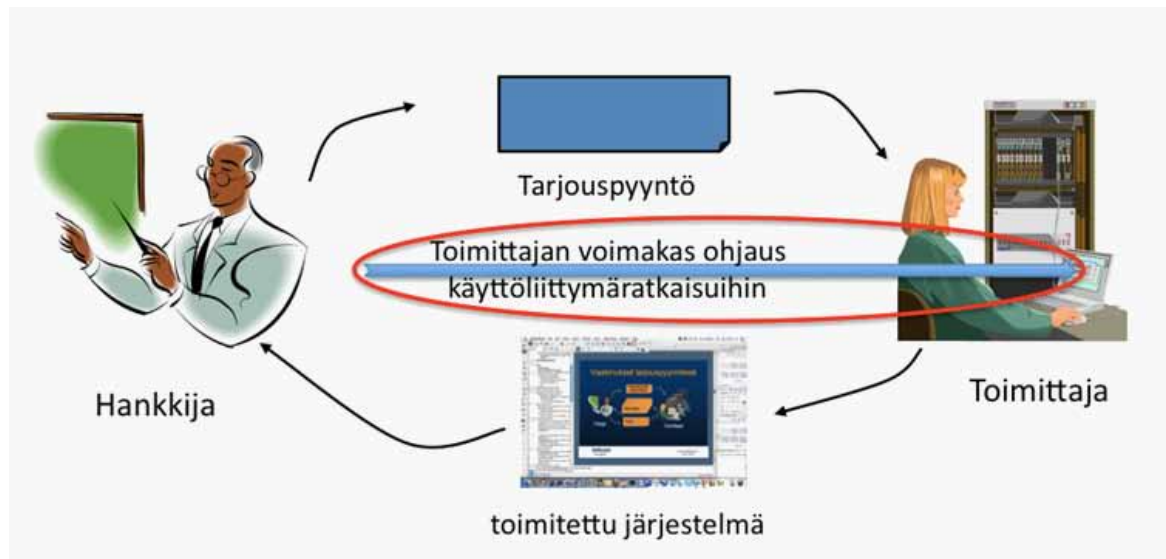 Tarjouspyyntö
Toimittajan voimakas ohjaus
käyttöliittymäratkaisuihin
Hankkija
Toimittaja
toimitettu järjestelmä